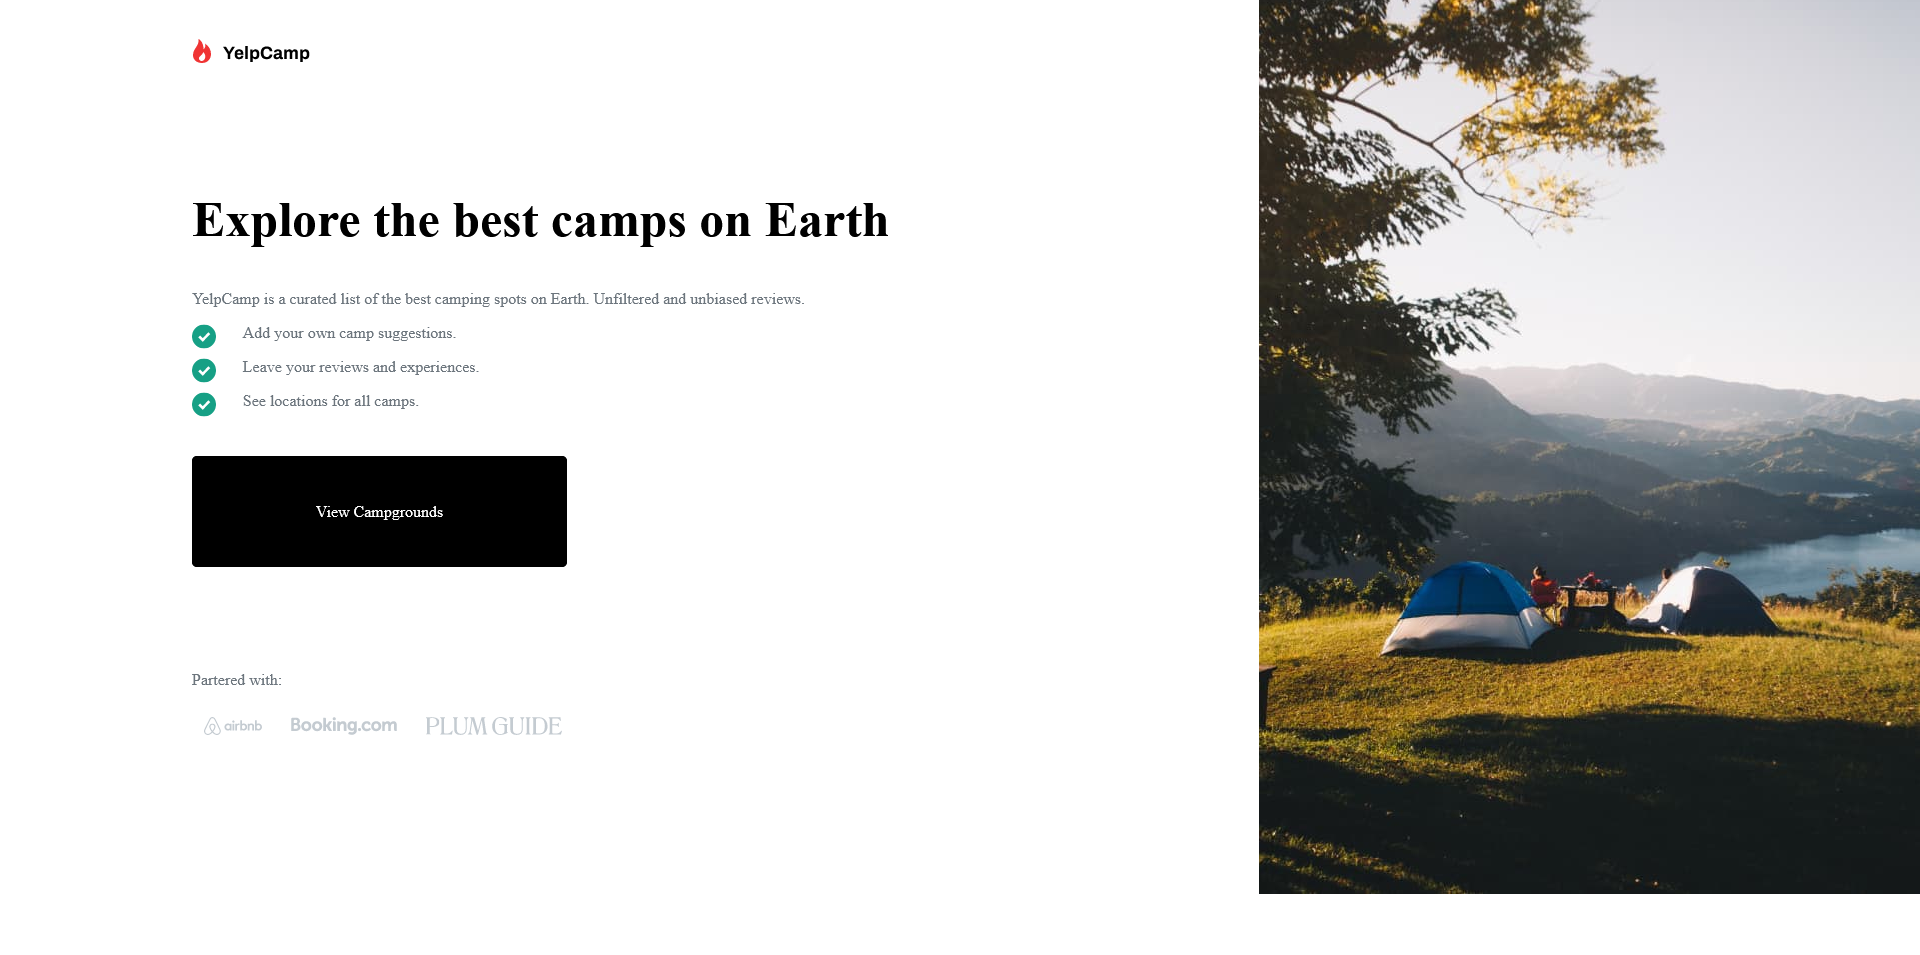 YelpCamp
Explore the best camps on Earth
YelpCamp is a curated list of the best camping spots on Earth. Unfiltered and unbiased reviews.
Add your own camp suggestions.
Leave your reviews and experiences.
See locations for all camps.
View Campgrounds
Partered with:
airbnb Booking.com PLUM GUIDE